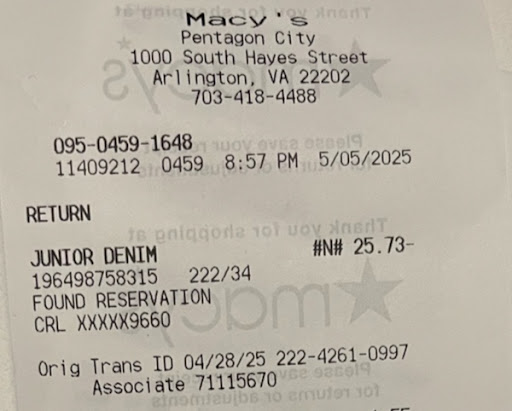 Macy's
Pentagon City
1000 South Hayes Street
Arlington, VA 22202
703-418-4488
095-0459-1648
11409212 0459 8:57 PM 5/05/2025
RETURN
JUNIOR DENIM #N# 25.73-
196498758315 222/34
FOUND RESERVATION
CRL XXXXX9660
Orig Trans ID 04/28/25 222-4261-0997
Associate 71115670